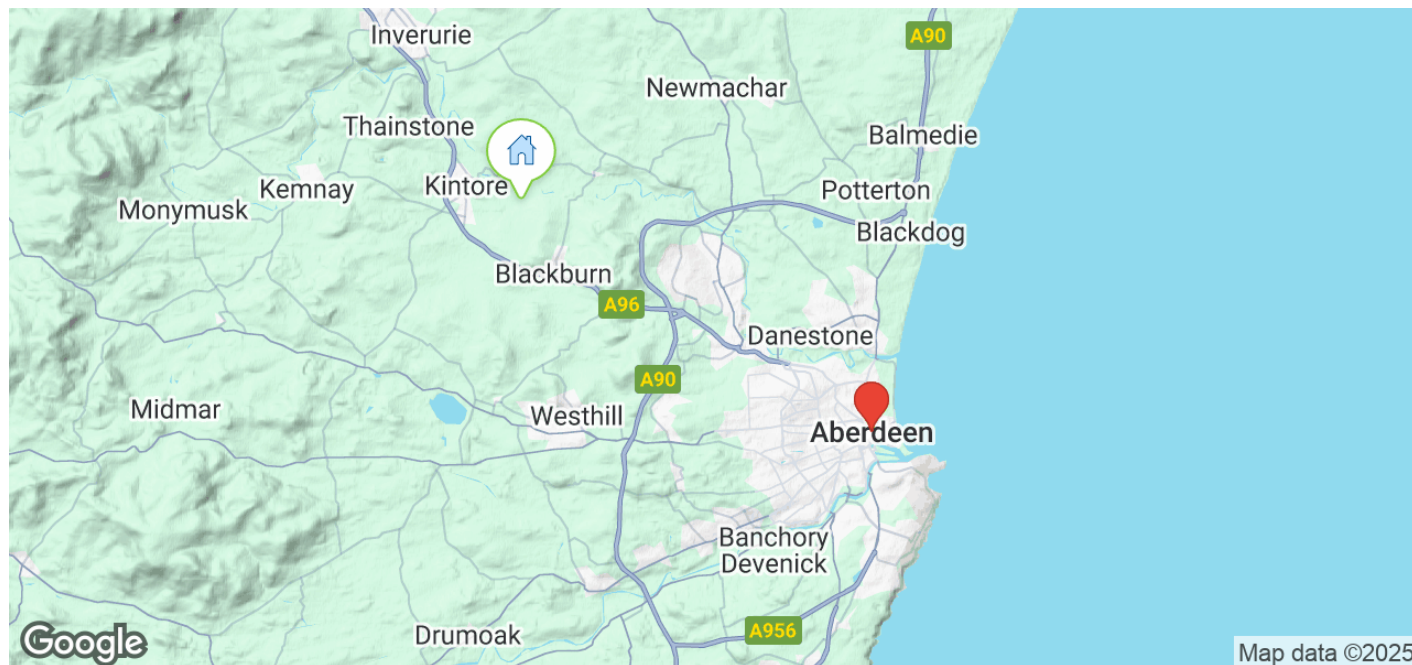 Inverurie
A90
Newmachar
Thainstone
Balmedie
Kemnay
Kintore
Potterton
Monymusk
Blackdog
Blackburn
A96
Danestone
A90
Midmar
Westhill
Aberdeen
Banchory
Devenick
Drumoak
A956
Google
Map data ©2025